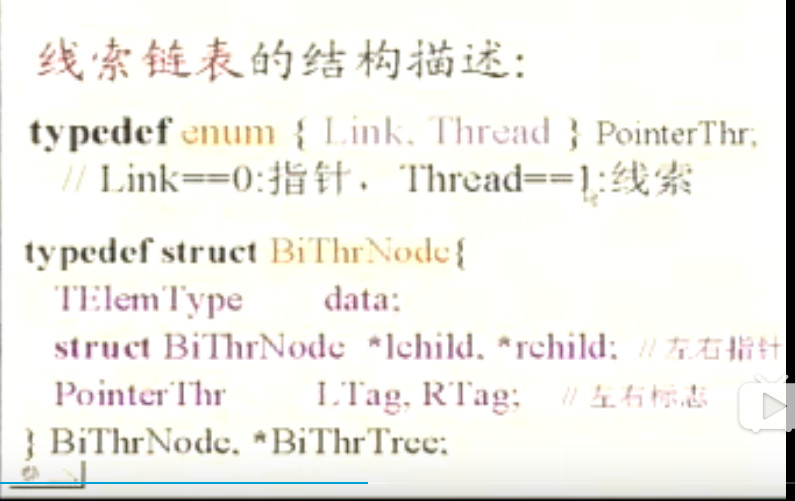 线索链表的结构描述:
typedef enum { Link, Thread } PointerThr;
// Link==0:指针， Thread==1:线索
typedef struct BiThrNode{
TElemType data;
struct BiThrNode *lchild, *rchild; // 左右指针
PointerThr LTag, RTag; // 左右标志
} BiThrNode, *BiThrTree;